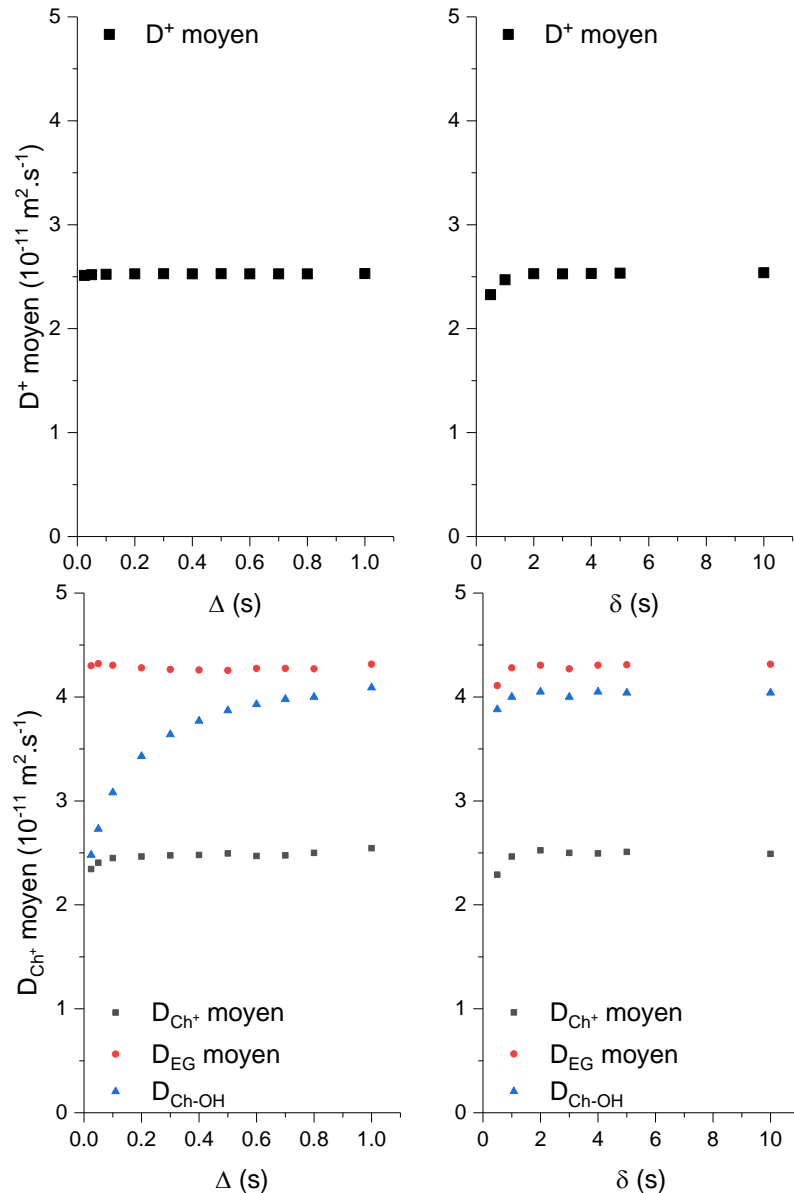 D⁺ moyen
5
4
3
2
1
0
D⁺ moyen (10⁻¹¹ m².s⁻¹)
0.0 0.2 0.4 0.6 0.8 1.0
Δ (s)
D⁺ moyen
5
4
3
2
1
0
0 2 4 6 8 10
δ (s)
5
4
3
2
1
0
D_Ch⁺ moyen (10⁻¹¹ m².s⁻¹)
D_Ch⁺ moyen
D_EG moyen
D_Ch-OH
0.0 0.2 0.4 0.6 0.8 1.0
Δ (s)
5
4
3
2
1
0
D_Ch⁺ moyen
D_EG moyen
D_Ch-OH
0 2 4 6 8 10
δ (s)